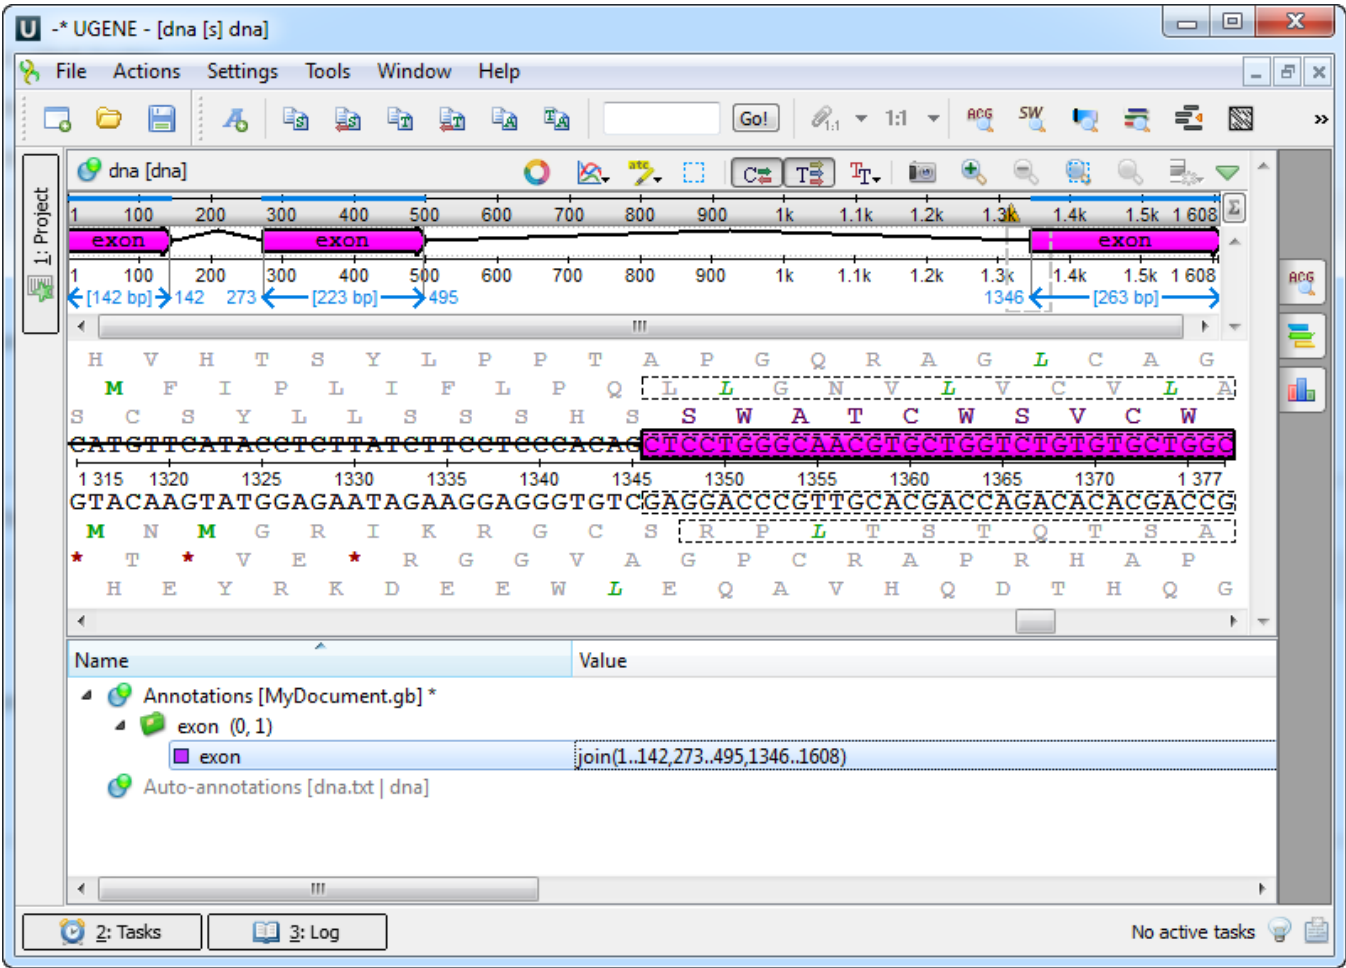 -* UGENE - [dna [s] dna]
File Actions Settings Tools Window Help
Go! 1:1 1:1 ACG SW »
1: Project
dna [dna]
1 100 200 300 400 500 600 700 800 900 1k 1.1k 1.2k 1.3k 1.4k 1.5k 1 608 Σ
exon exon exon
1 100 200 300 400 500 600 700 800 900 1k 1.1k 1.2k 1.3k 1.4k 1.5k 1 608
[142 bp] 142 273 [223 bp] 495 1346 [263 bp]
H V H T S Y L P P T A P G Q R A G L C A G
M F I P L I F L P Q L L G N V L V C V L A
S C S Y L L S S S H S S W A T C W S V C W
CATGTTCATACCTCTTATCTTCCTCCCACAGCTCCTGGGCAACGTGCTGGTCTGTGTGCTGGC
1 315 1320 1325 1330 1335 1340 1345 1350 1355 1360 1365 1370 1 377
GTACAAGTATGGAGAATAGAAGGAGGGTGTCGAGGACCCGTTGCACGACCAGACACACGACCG
M N M G R I K R G C S R P L T S T Q T S A
* T * V E * R G G V A G P C R A P R H A P
H E Y R K D E E W L E Q A V H Q D T H Q G
ACG
Name Value
Annotations [MyDocument.gb] *
exon (0, 1)
exon join(1..142,273..495,1346..1608)
Auto-annotations [dna.txt | dna]
2: Tasks 3: Log No active tasks